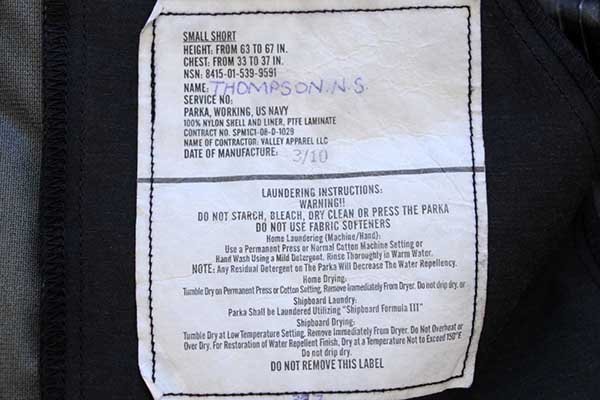 SMALL SHORT
HEIGHT: FROM 63 TO 67 IN.
CHEST: FROM 33 TO 37 IN.
NSN: 8415-01-539-9591
NAME: THOMPSON. N.S.
SERVICE NO:
PARKA, WORKING, US NAVY
100% NYLON SHELL AND LINER, PTFE LAMINATE
CONTRACT NO. SPM1C1-08-D-1029
NAME OF CONTRACTOR: VALLEY APPAREL LLC
DATE OF MANUFACTURE: 3/10
LAUNDERING INSTRUCTIONS:
WARNING!!
DO NOT STARCH, BLEACH, DRY CLEAN OR PRESS THE PARKA
DO NOT USE FABRIC SOFTENERS
Home Laundering (Machine/Hand):
Use a Permanent Press or Normal Cotton Machine Setting or
Hand Wash Using a Mild Detergent. Rinse Thoroughly in Warm Water.
NOTE: Any Residual Detergent on The Parka Will Decrease The Water Repellency.
Home Drying:
Tumble Dry on Permanent Press or Cotton Setting, Remove Immediately From Dryer. Do not drip dry. or
Shipboard Laundry:
Parka Shall be Laundered Utilizing "Shipboard Formula III"
Shipboard Drying:
Tumble Dry at Low Temperature Setting, Remove Immediately From Dryer. Do Not Overheat or
Over Dry. For Restoration of Water Repellent Finish, Dry at a Temperature Not to Exceed 150°F
Do not drip dry.
DO NOT REMOVE THIS LABEL